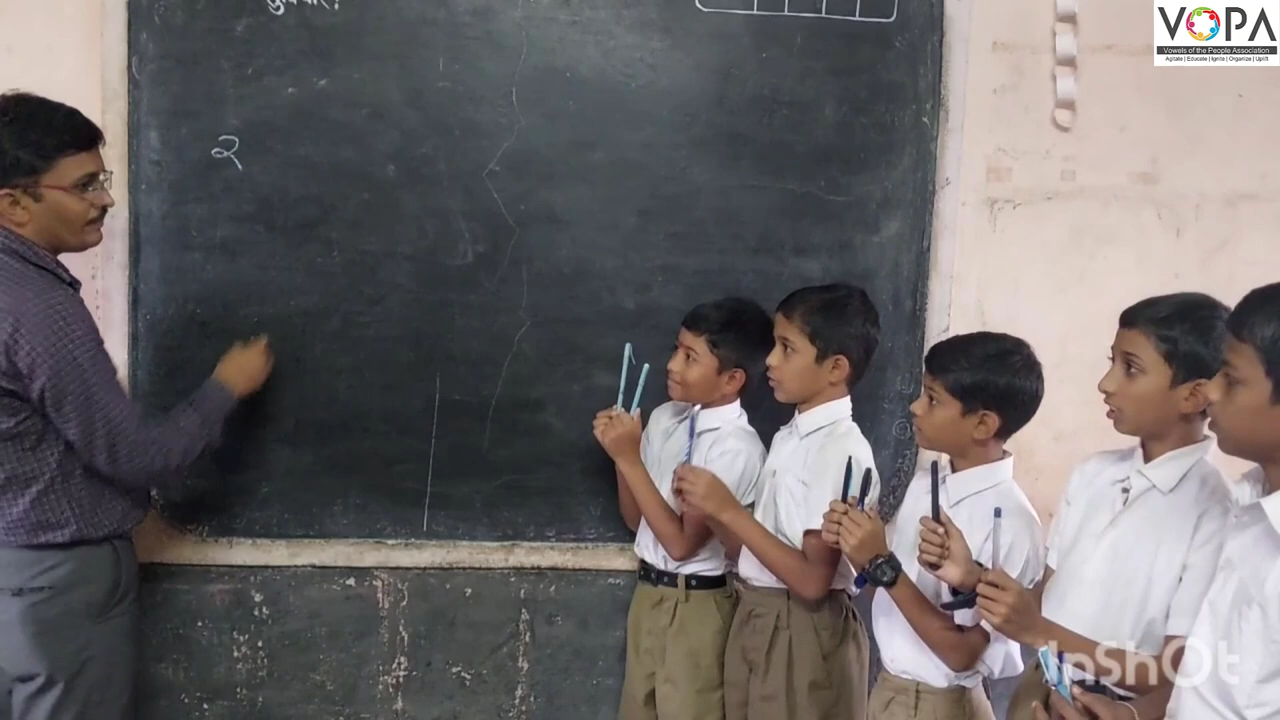 VOPA
Vowels of the People Association
Agitate | Educate | Ignite | Organize | Uplift
२
InShOt